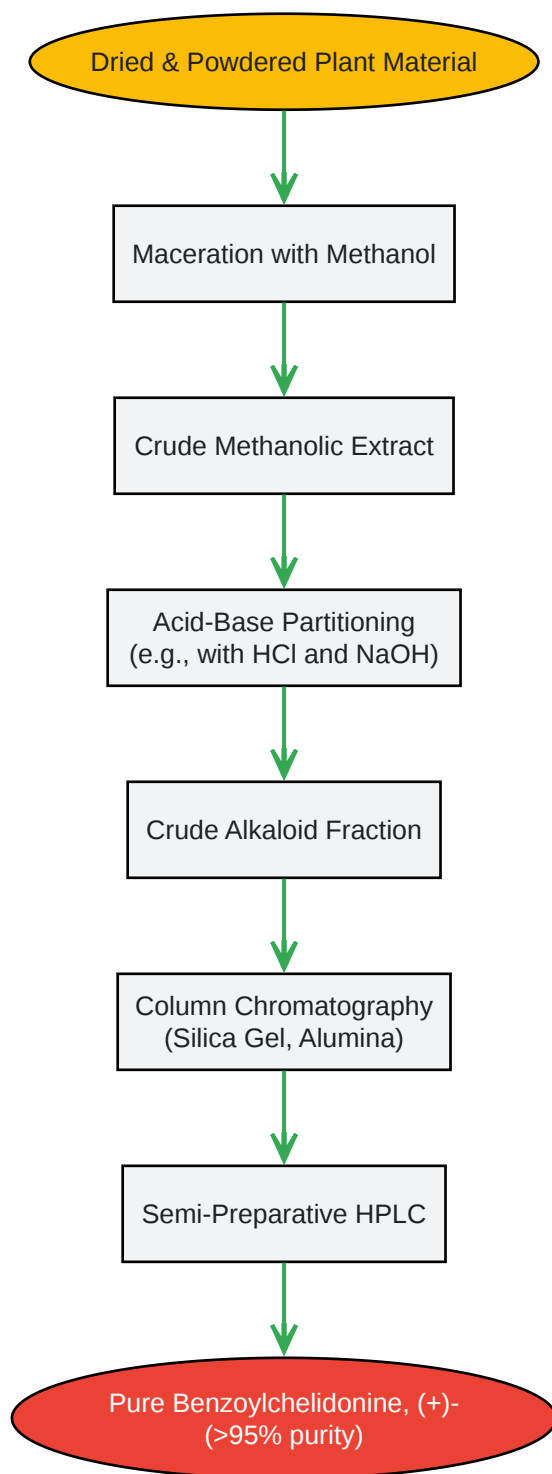 Dried & Powdered Plant Material
Maceration with Methanol
Crude Methanolic Extract
Acid-Base Partitioning
(e.g., with HCl and NaOH)
Crude Alkaloid Fraction
Column Chromatography
(Silica Gel, Alumina)
Semi-Preparative HPLC
Pure Benzoylchelidonine, (+)-
(>95% purity)